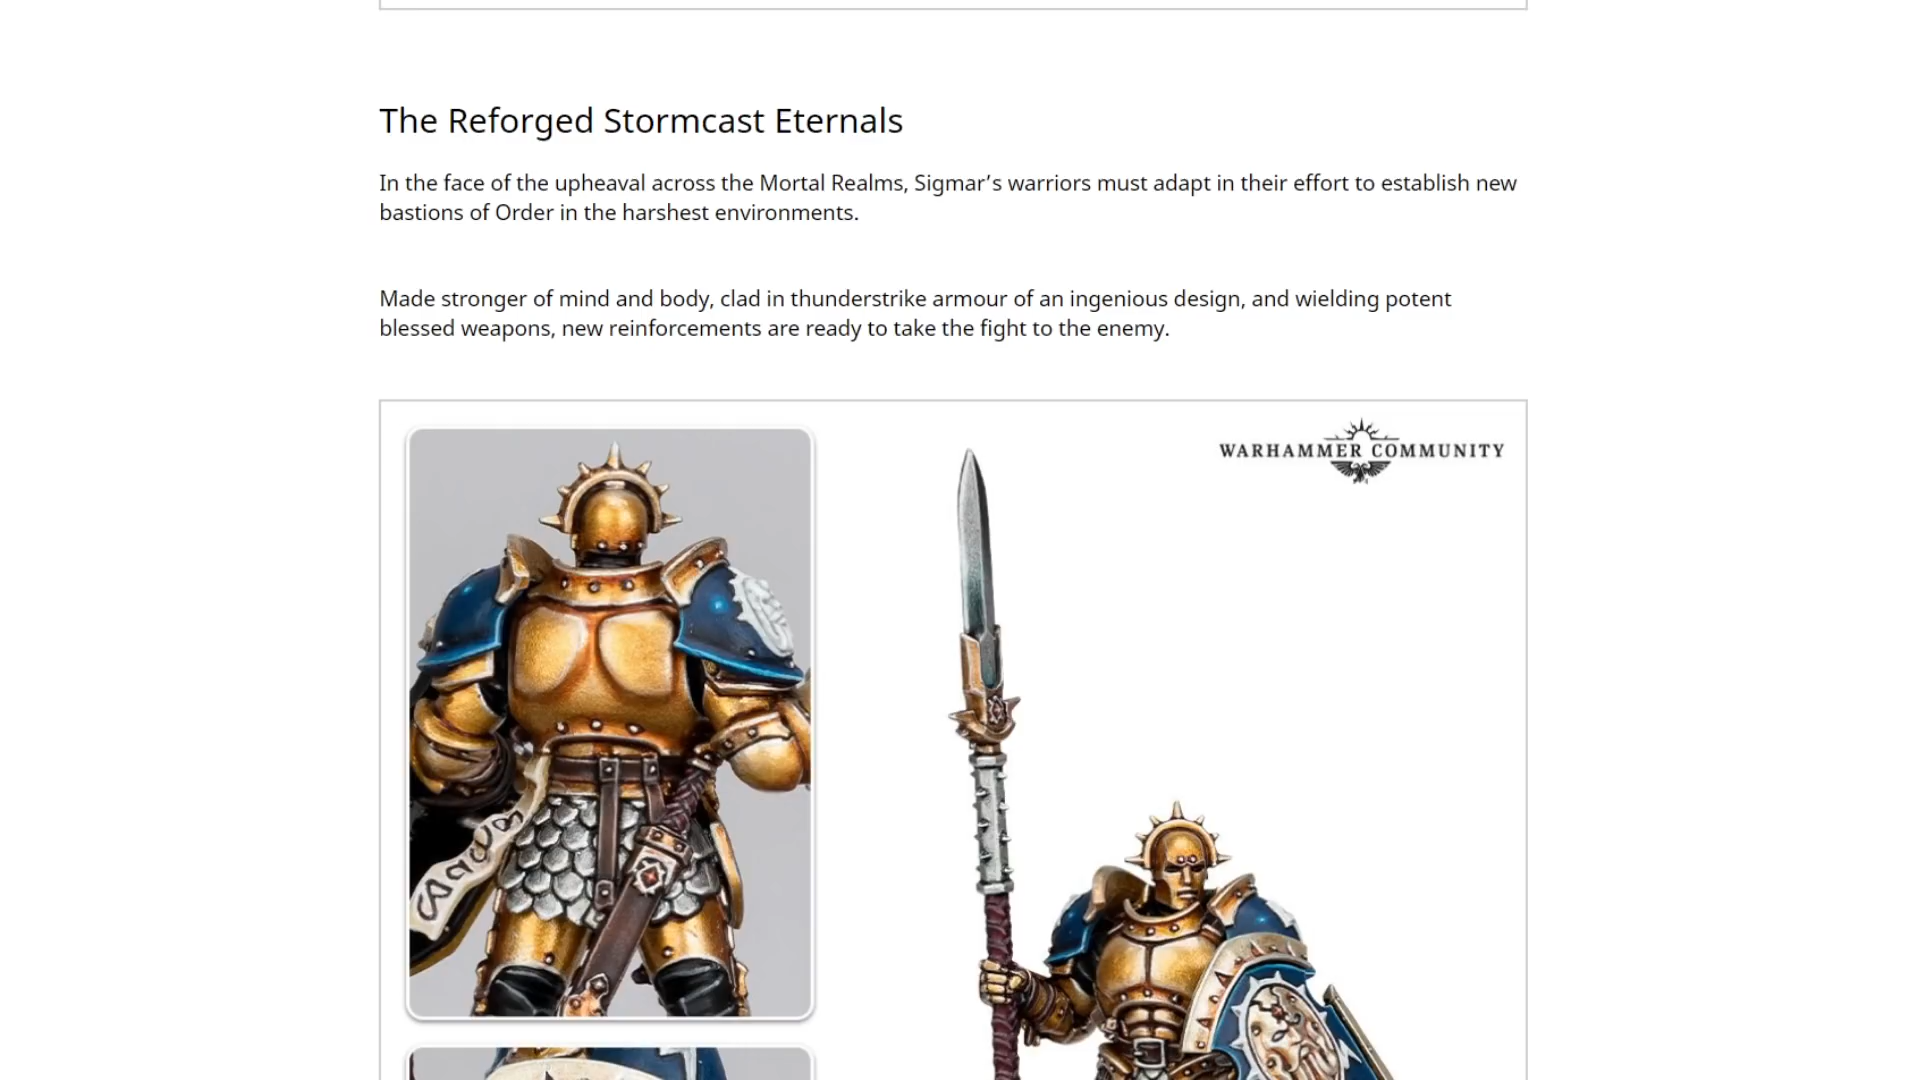 The Reforged Stormcast Eternals
In the face of the upheaval across the Mortal Realms, Sigmar’s warriors must adapt in their effort to establish new
bastions of Order in the harshest environments.
Made stronger of mind and body, clad in thunderstrike armour of an ingenious design, and wielding potent
blessed weapons, new reinforcements are ready to take the fight to the enemy.
WARHAMMER COMMUNITY